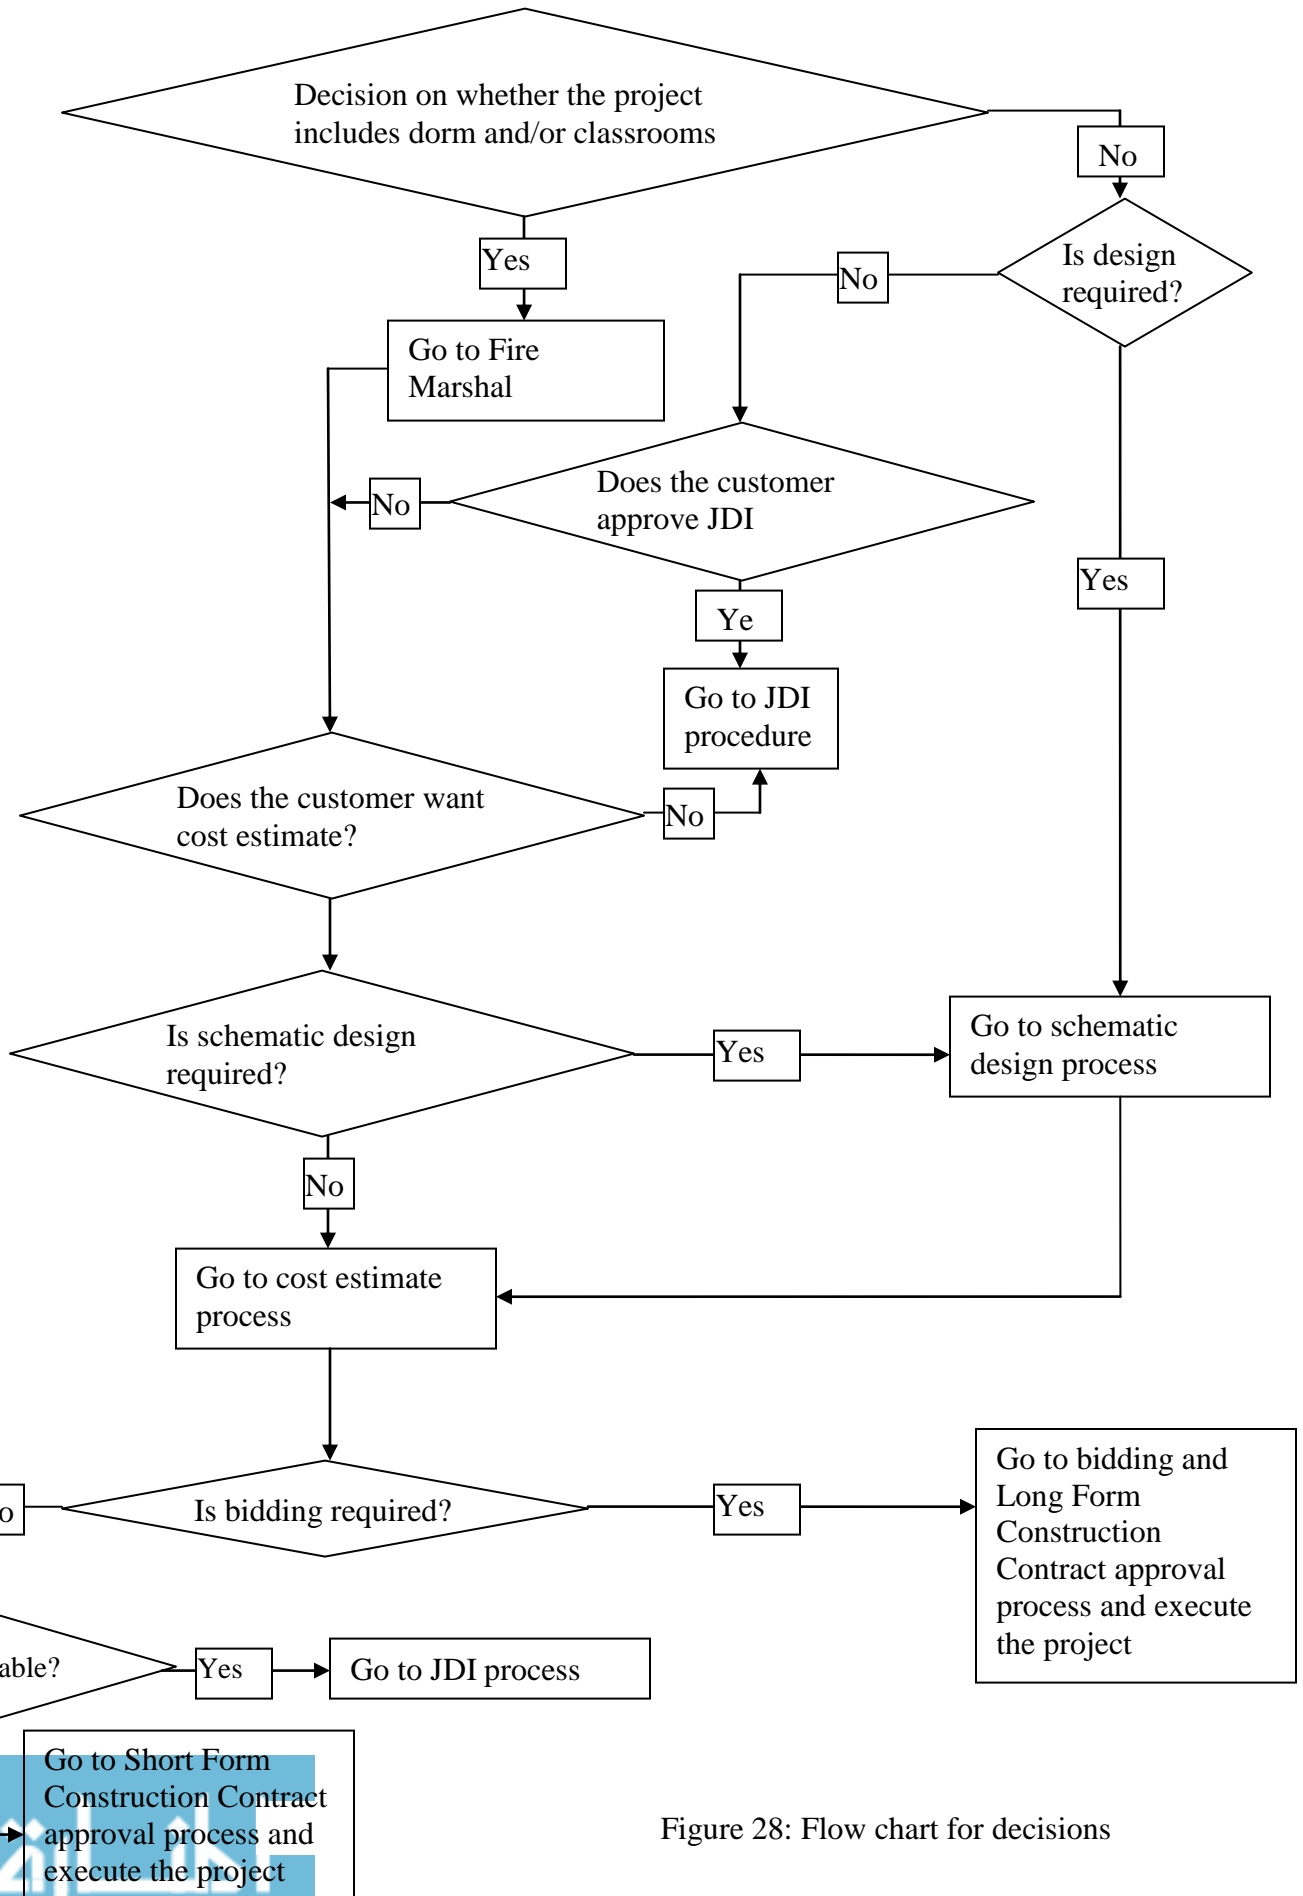 Decision on whether the project
includes dorm and/or classrooms
No
Yes
Is design
required?
No
Go to Fire
Marshal
Does the customer
approve JDI
No
Yes
Ye
Go to JDI
procedure
Does the customer want
cost estimate?
No
Is schematic design
required?
Yes
Go to schematic
design process
No
Go to cost estimate
process
Is bidding required?
Yes
o
Go to bidding and
Long Form
Construction
Contract approval
process and execute
the project
able?
Yes
Go to JDI process
Go to Short Form
Construction Contract
approval process and
execute the project
Figure 28: Flow chart for decisions